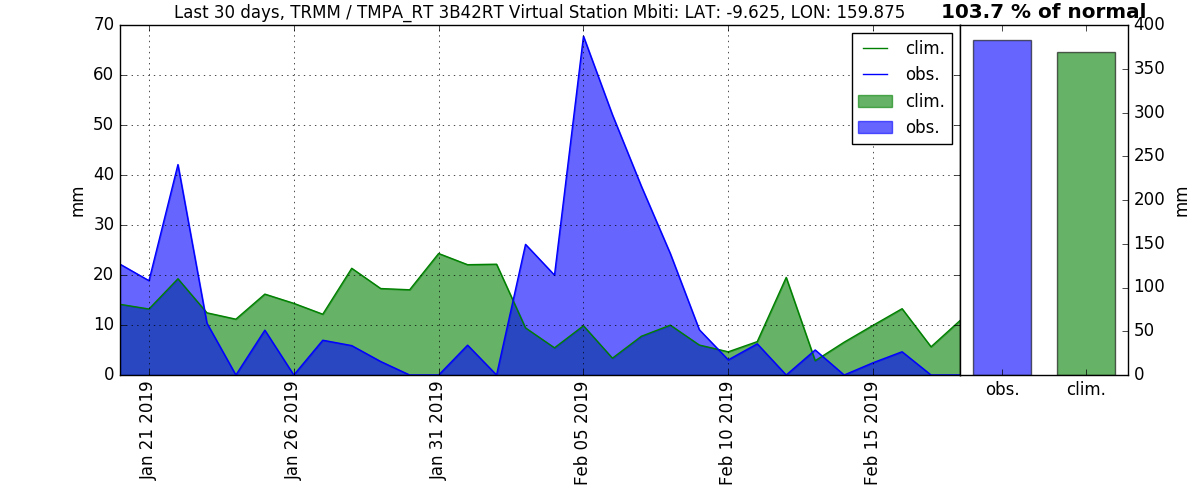 Last 30 days, TRMM / TMPA_RT 3B42RT Virtual Station Mbiti: LAT: -9.625, LON: 159.875
103.7 % of normal
70
60
50
40
30
20
10
0
mm
clim.
obs.
clim.
obs.
Jan 21 2019
Jan 26 2019
Jan 31 2019
Feb 05 2019
Feb 10 2019
Feb 15 2019
400
350
300
250
200
150
100
50
0
mm
obs.
clim.